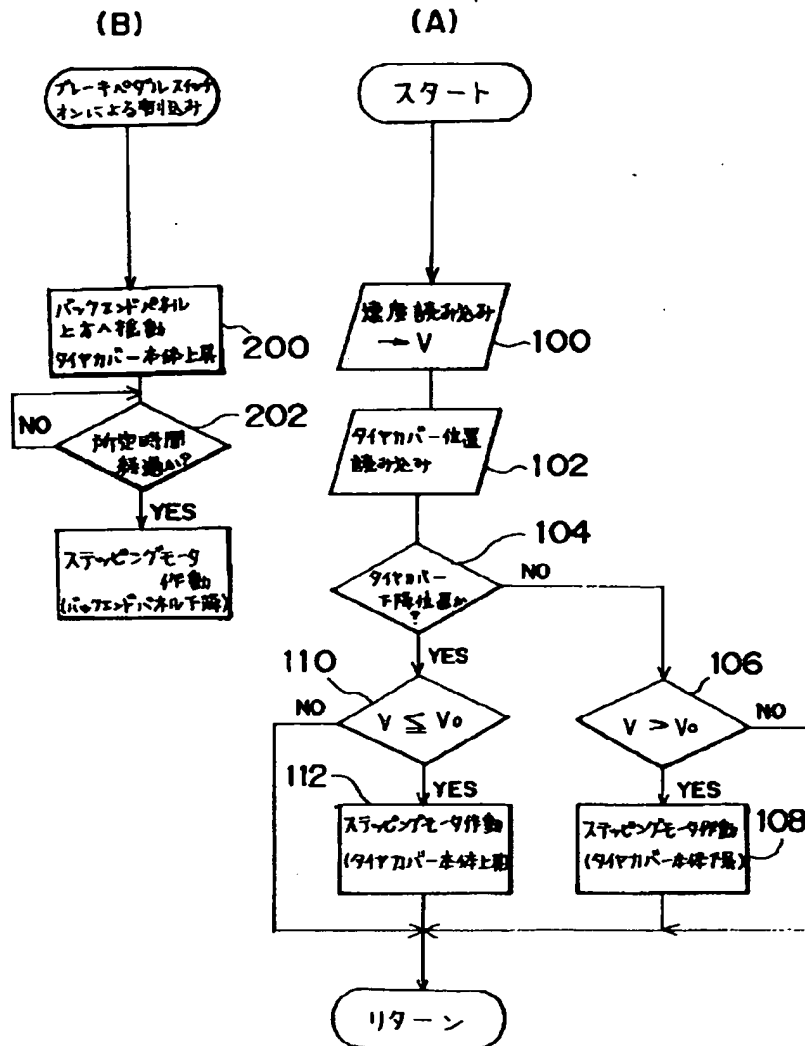 (B)
ブレーキペダルスイッチ
オンによる割込み
バックエンドパネル
上方へ移動
タイヤカバー本体上昇
200
202
NO
所定時間
経過か?
YES
ステッピングモータ
作動
(バックエンドパネル下降)
(A)
スタート
速度読み込み
→ V
100
タイヤカバー位置
読み込み
102
104
タイヤカバー
下降位置か
?
NO
YES
110
NO
V ≦ Vo
YES
112
ステッピングモータ作動
(タイヤカバー本体上昇)
106
V > Vo
NO
YES
ステッピングモータ作動
(タイヤカバー本体下降)
108
リターン